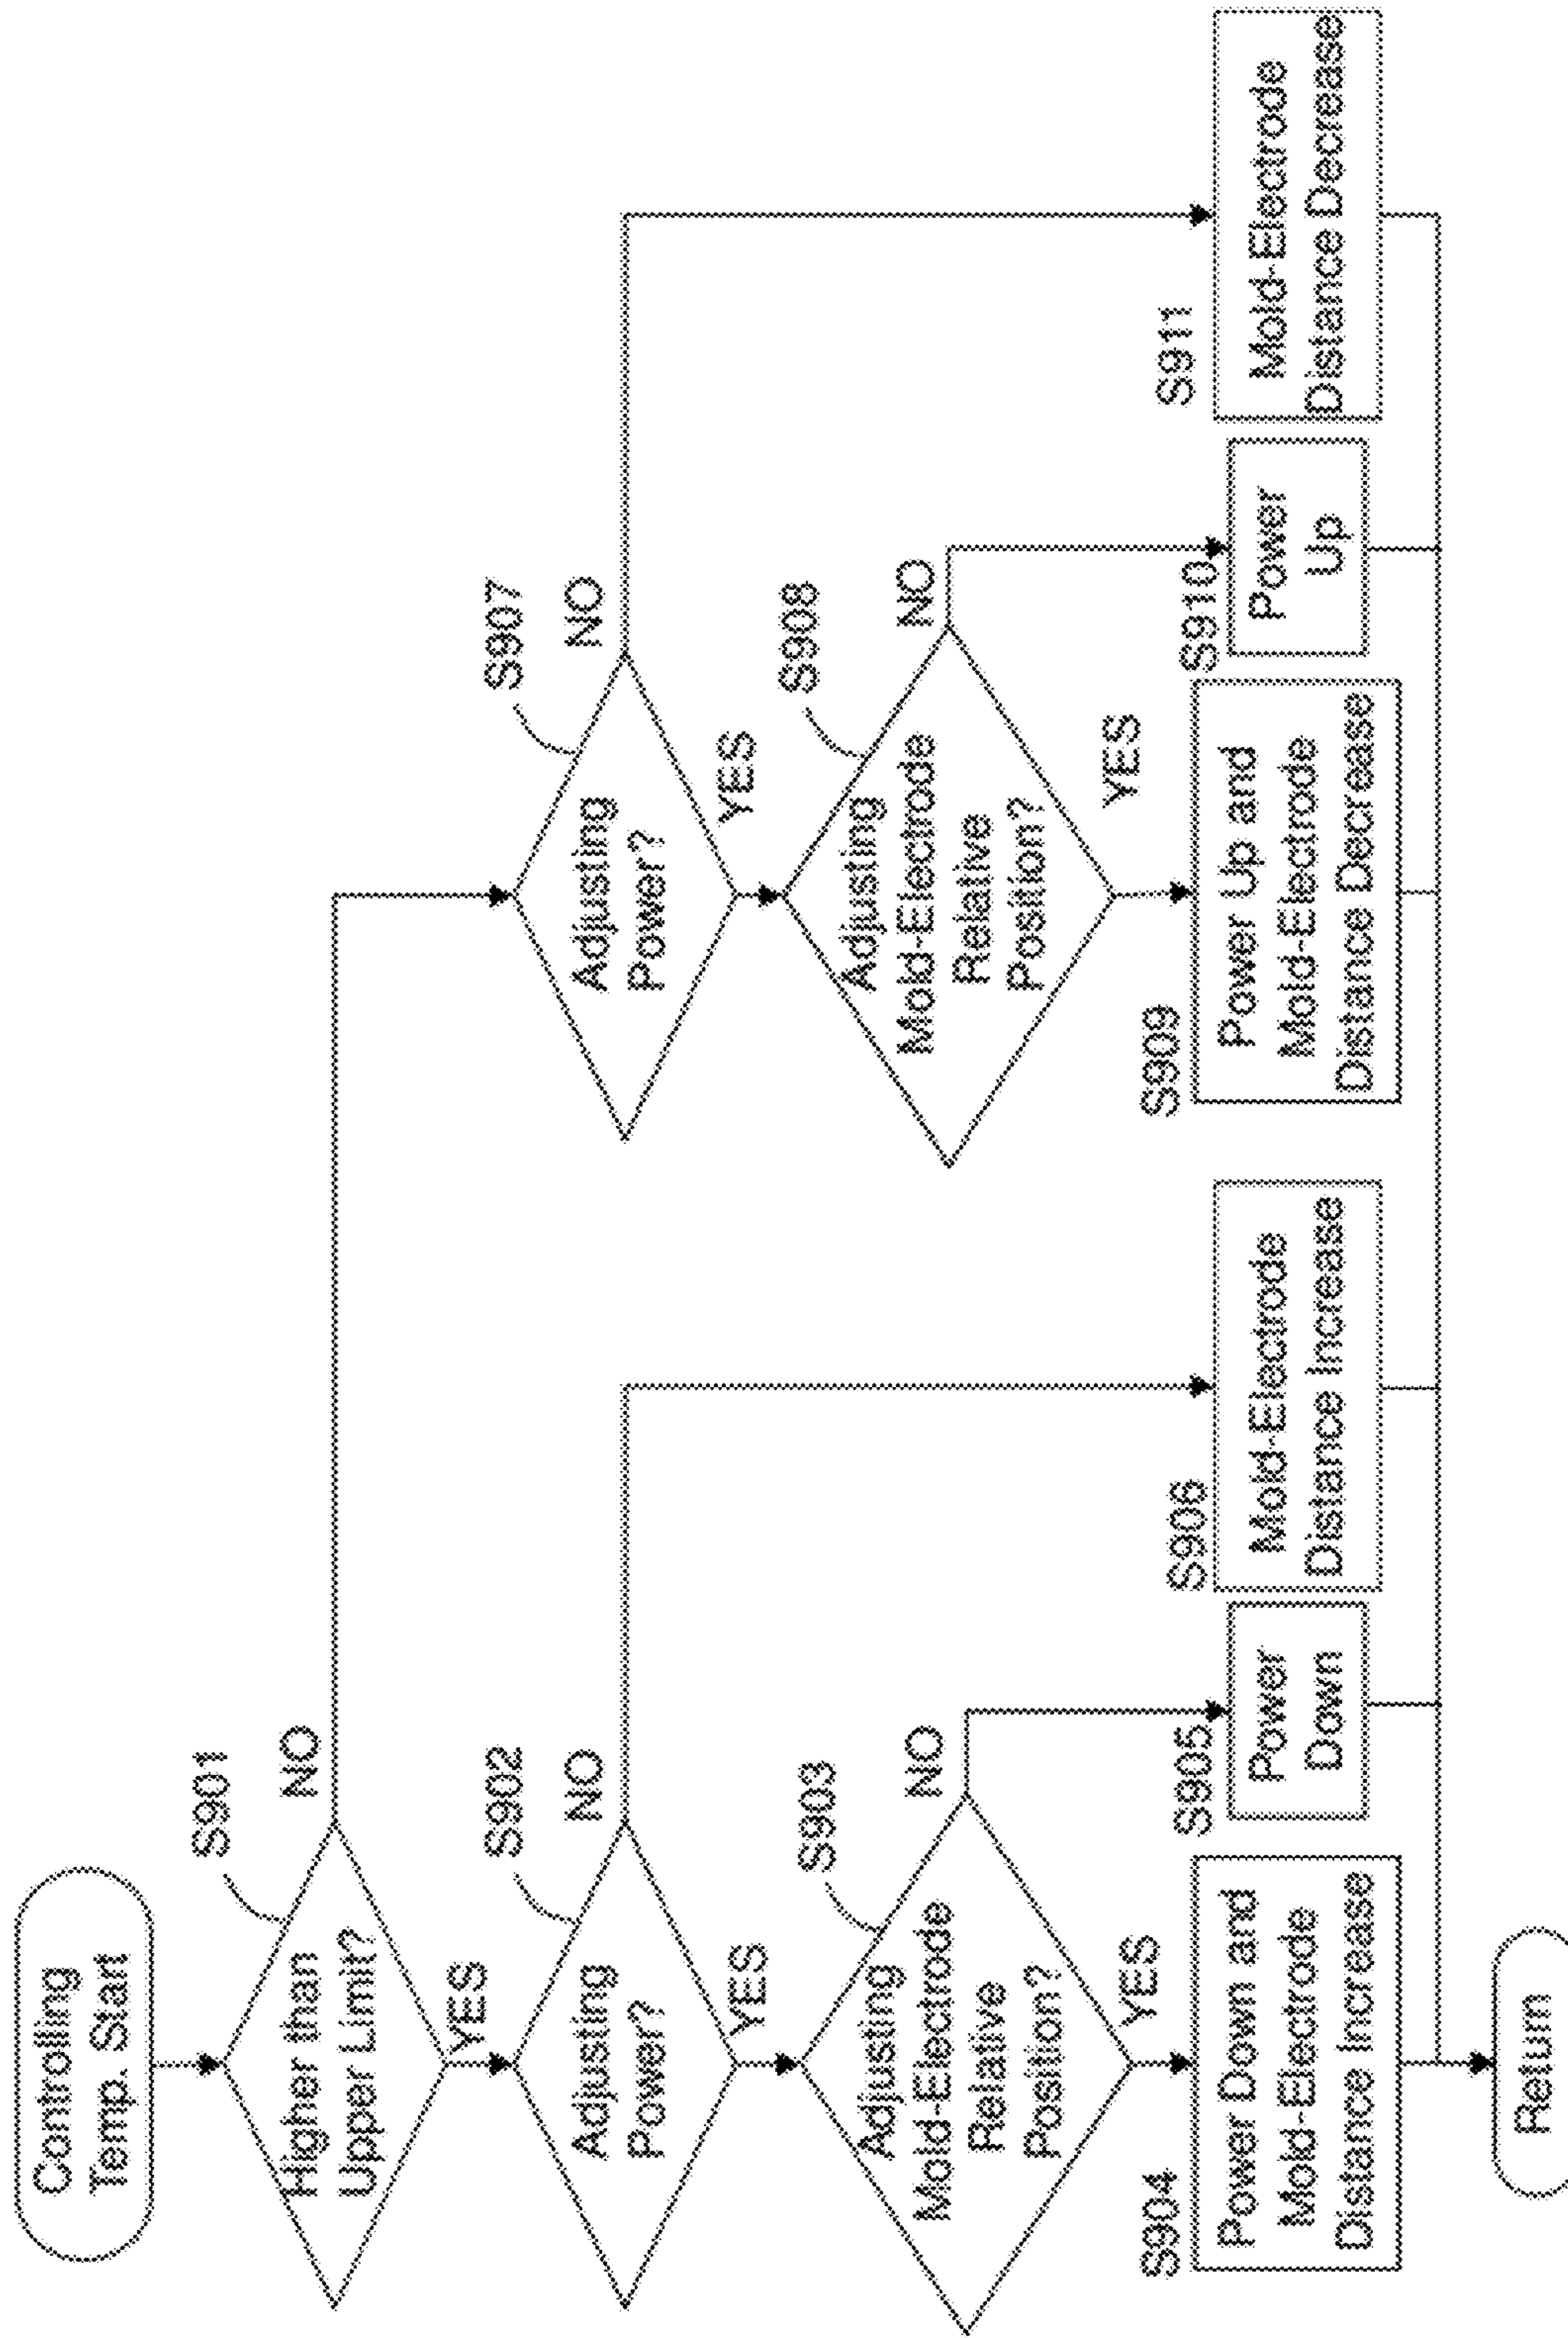 Controlling
Temp. Start
S901
Higher than
Upper Limit?
NO
YES
S902
Adjusting
Power?
NO
YES
S903
Adjusting
Mold-Electrode
Relative
Position?
NO
YES
S904
Power Down and
Mold-Electrode
Distance Increase
S905
Power
Down
S906
Mold-Electrode
Distance Increase
S907
Adjusting
Power?
NO
YES
S908
Adjusting
Mold-Electrode
Relative
Position?
NO
YES
S909
Power Up and
Mold-Electrode
Distance Decrease
S910
Power
Up
S911
Mold-Electrode
Distance Decrease
Return